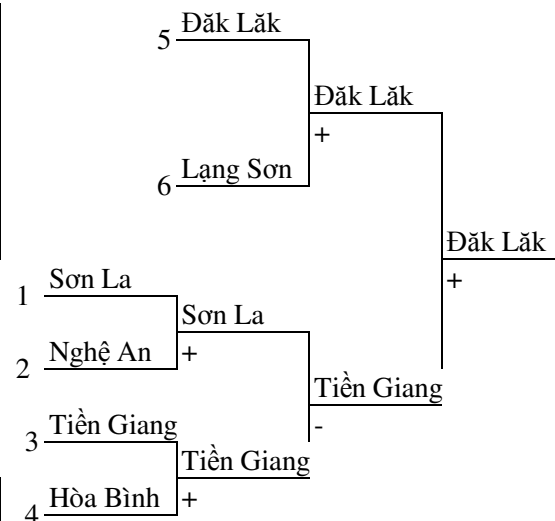 5 Đăk Lăk
Đăk Lăk
+
6 Lạng Sơn
Đăk Lăk
+
1 Sơn La
Sơn La
+
2 Nghệ An
Tiền Giang
-
3 Tiền Giang
Tiền Giang
+
4 Hòa Bình